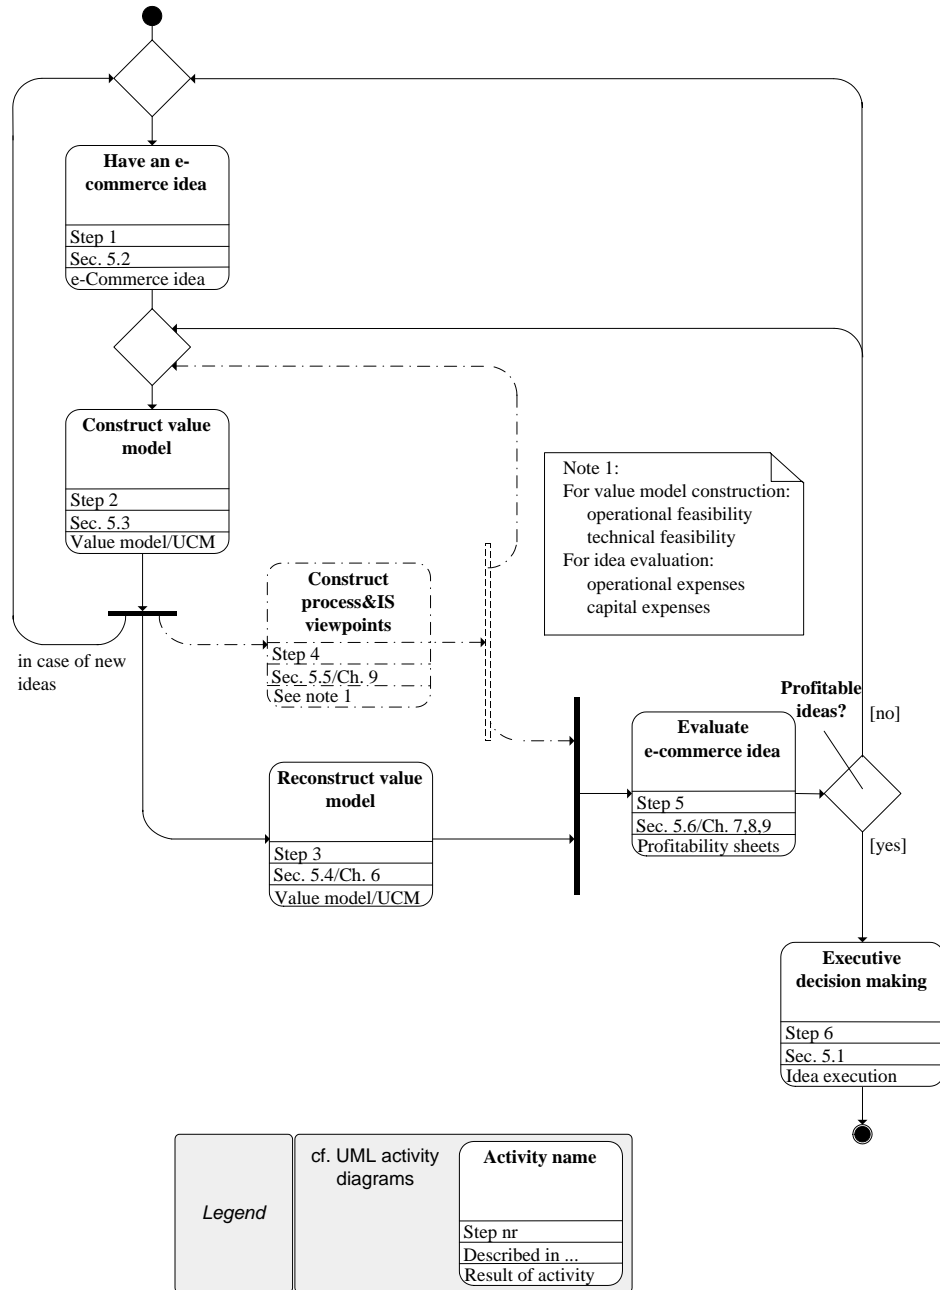 Have an e-
commerce idea
Step 1
Sec. 5.2
e-Commerce idea
Construct value
model
Step 2
Sec. 5.3
Value model/UCM
in case of new
ideas
Construct
process&IS
viewpoints
Step 4
Sec. 5.5/Ch. 9
See note 1
Note 1:
For value model construction:
operational feasibility
technical feasibility
For idea evaluation:
operational expenses
capital expenses
Reconstruct value
model
Step 3
Sec. 5.4/Ch. 6
Value model/UCM
Evaluate
e-commerce idea
Step 5
Sec. 5.6/Ch. 7,8,9
Profitability sheets
Profitable
ideas?
[no]
[yes]
Executive
decision making
Step 6
Sec. 5.1
Idea execution
Legend
cf. UML activity
diagrams
Activity name
Step nr
Described in ...
Result of activity